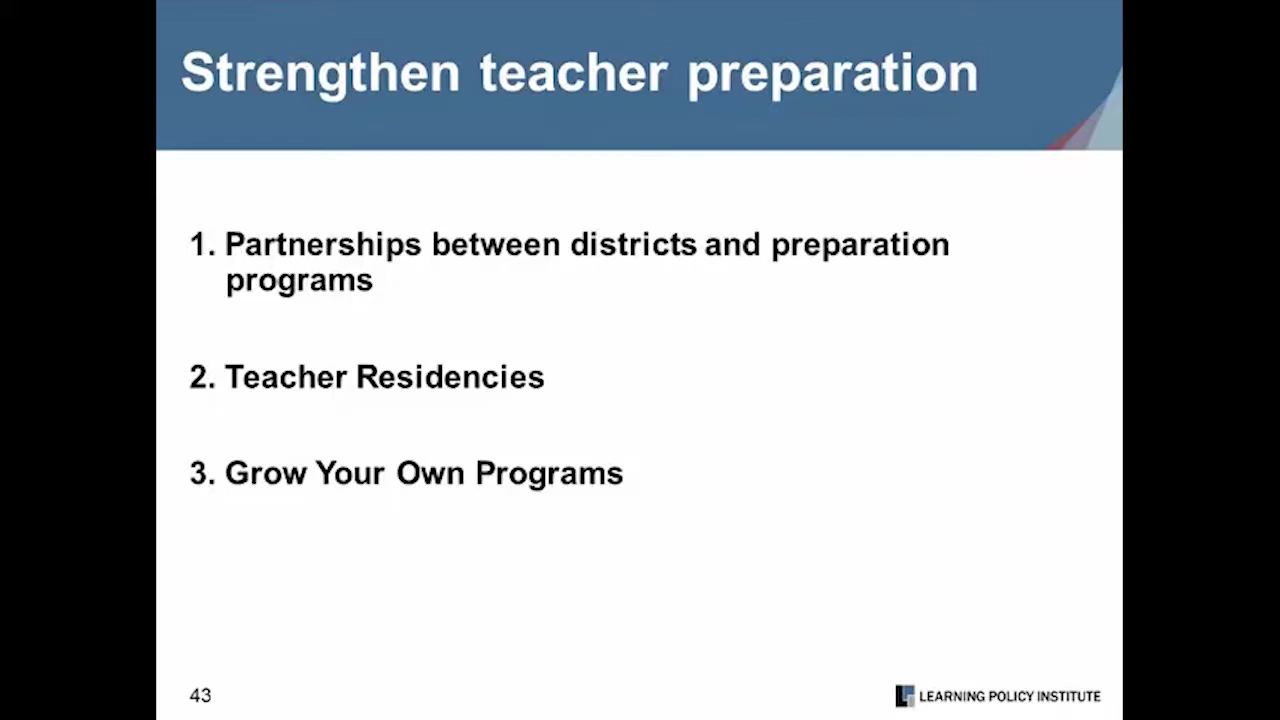 Strengthen teacher preparation
1. Partnerships between districts and preparation
programs
2. Teacher Residencies
3. Grow Your Own Programs
43
LEARNING POLICY INSTITUTE